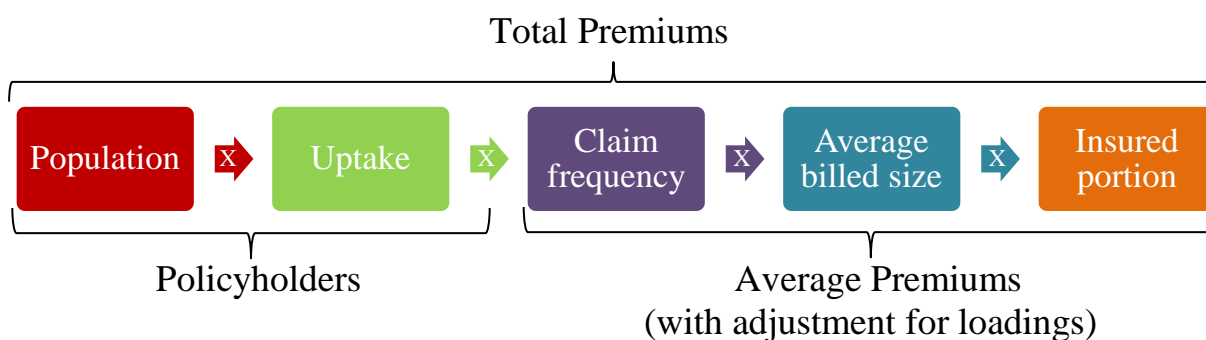 Total Premiums
Population
X
Uptake
X
Claim
frequency
X
Average
billed size
X
Insured
portion
Policyholders
Average Premiums
(with adjustment for loadings)